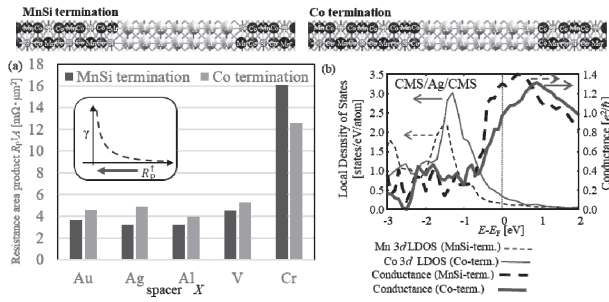 MnSi termination
Co termination
(a)
18
16
14
12
10
8
6
4
2
0
Resistance area product R_P↑A [mΩ·μm²]
MnSi termination
Co termination
γ
R_P↑
Au Ag Al V Cr
spacer X
(b)
CMS/Ag/CMS
3.5
3.0
2.5
2.0
1.5
1.0
0.5
0.0
Local Density of States
[states/eV/atom]
1.4
1.2
1.0
0.8
0.6
0.4
0.2
0
Conductance [e²/h]
-3 -2 -1 0 1 2
E-E_F [eV]
Mn 3d LDOS (MnSi-term.)
Co 3d LDOS (Co-term.)
Conductance (MnSi-term.)
Conductance (Co-term.)